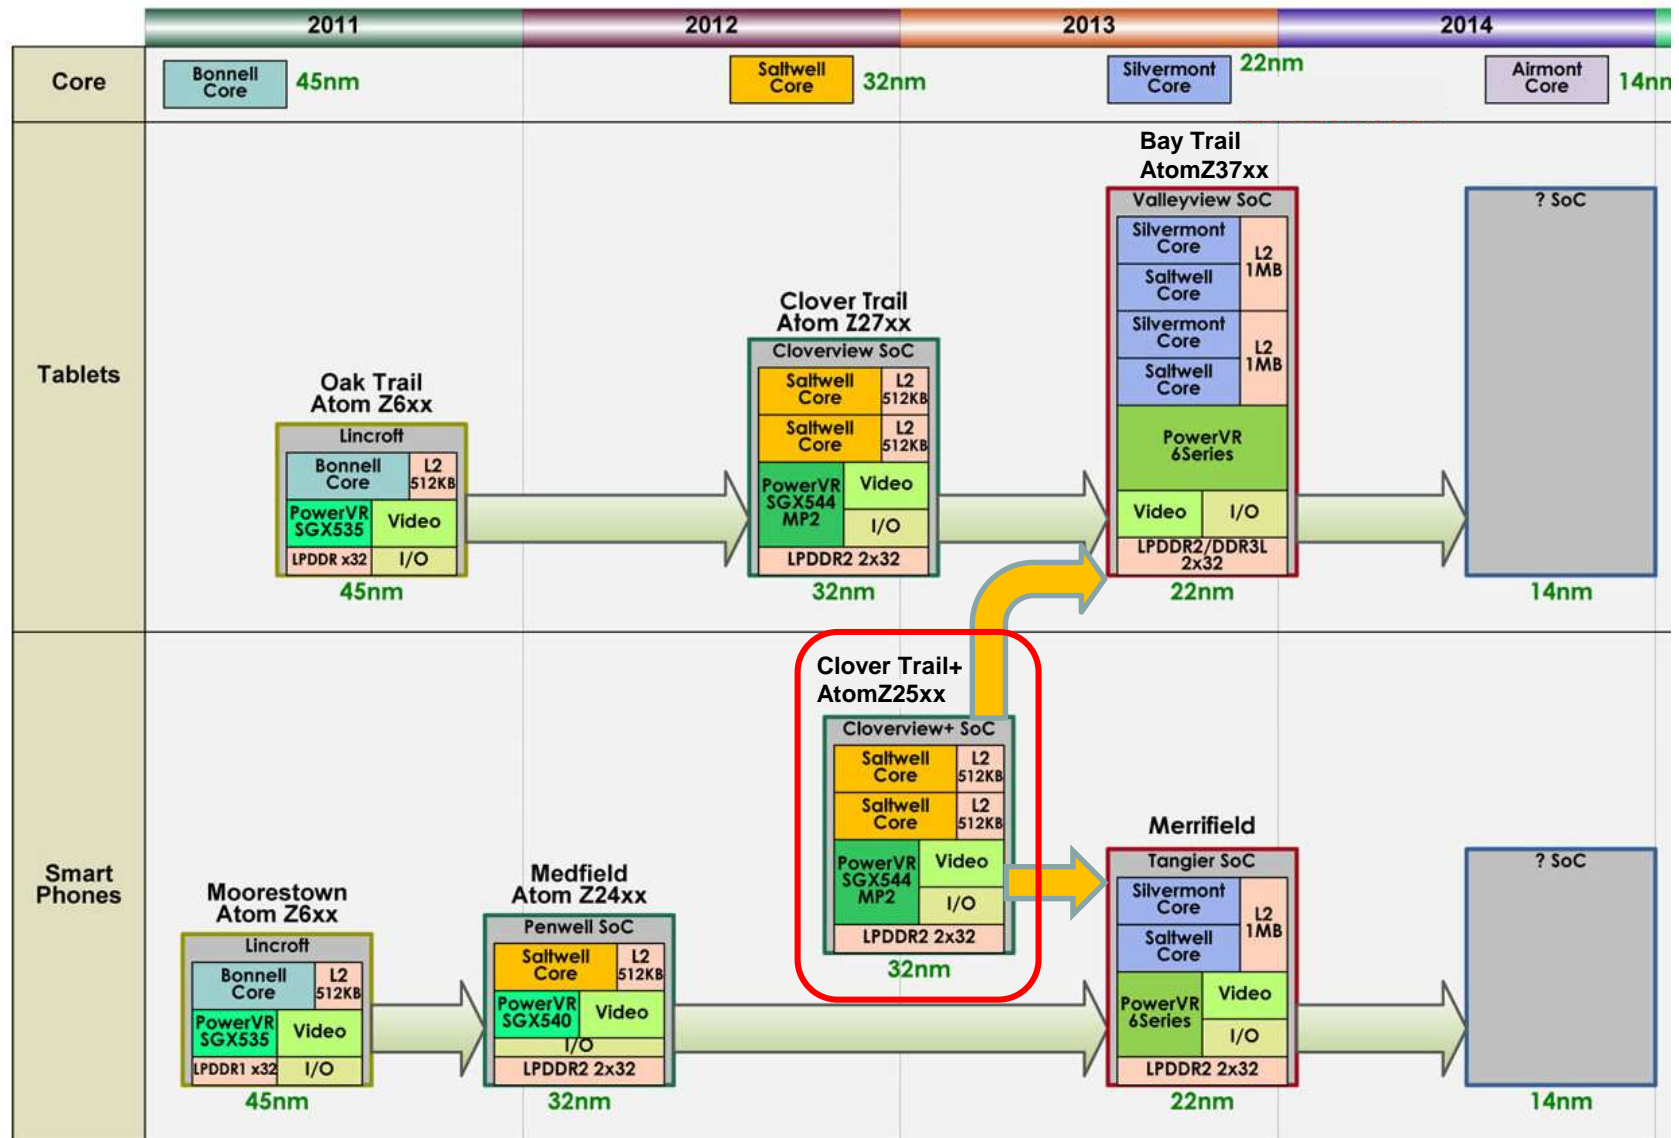 2011
2012
2013
2014
Core
Bonnell
Core
45nm
Saltwell
Core
32nm
Silvermont
Core
22nm
Airmont
Core
14nm
Tablets
Oak Trail
Atom Z6xx
Lincroft
Bonnell
Core
L2
512KB
PowerVR
SGX535
Video
LPDDR x32
I/O
45nm
Clover Trail
Atom Z27xx
Cloverview SoC
Saltwell
Core
L2
512KB
Saltwell
Core
L2
512KB
PowerVR
SGX544
MP2
Video
I/O
LPDDR2 2x32
32nm
Bay Trail
AtomZ37xx
Valleyview SoC
Silvermont
Core
L2
1MB
Saltwell
Core
Silvermont
Core
L2
1MB
Saltwell
Core
PowerVR
6Series
Video
I/O
LPDDR2/DDR3L
2x32
22nm
? SoC
14nm
Smart
Phones
Moorestown
Atom Z6xx
Lincroft
Bonnell
Core
L2
512KB
PowerVR
SGX535
Video
LPDDR1 x32
I/O
45nm
Medfield
Atom Z24xx
Penwell SoC
Saltwell
Core
L2
512KB
PowerVR
SGX540
Video
I/O
LPDDR2 2x32
32nm
Clover Trail+
AtomZ25xx
Cloverview+ SoC
Saltwell
Core
L2
512KB
Saltwell
Core
L2
512KB
PowerVR
SGX544
MP2
Video
I/O
LPDDR2 2x32
32nm
Merrifield
Tangier SoC
Silvermont
Core
L2
1MB
Saltwell
Core
PowerVR
6Series
Video
I/O
LPDDR2 2x32
22nm
? SoC
14nm